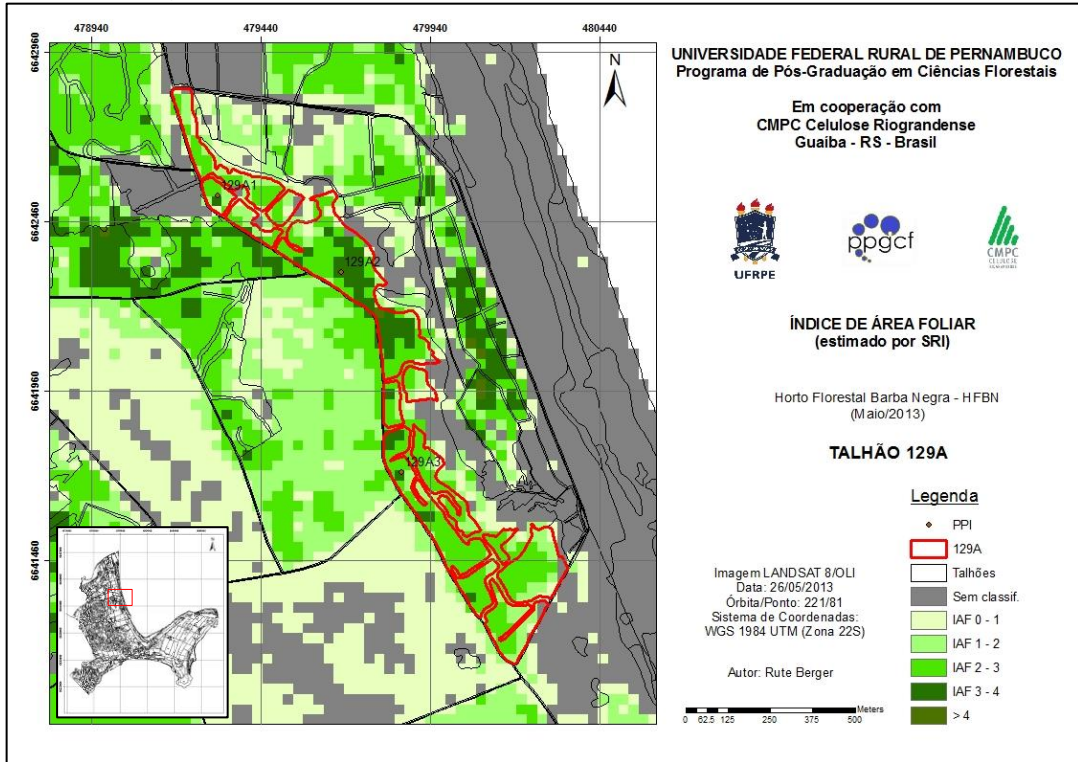 478940 479440 479940 480440
6642960
6642460
6641960
6641460
N
129A1
129A2
129A3
UNIVERSIDADE FEDERAL RURAL DE PERNAMBUCO
Programa de Pós-Graduação em Ciências Florestais
Em cooperação com
CMPC Celulose Riograndense
Guaíba - RS - Brasil
UFRPE
ppgcf
CMPC
CELULOSE
ÍNDICE DE ÁREA FOLIAR
(estimado por SRI)
Horto Florestal Barba Negra - HFBN
(Maio/2013)
TALHÃO 129A
Legenda
PPI
129A
Talhões
Sem classif.
IAF 0 - 1
IAF 1 - 2
IAF 2 - 3
IAF 3 - 4
> 4
Imagem LANDSAT 8/OLI
Data: 26/05/2013
Órbita/Ponto: 221/81
Sistema de Coordenadas:
WGS 1984 UTM (Zona 22S)
Autor: Rute Berger
0 62.5 125 250 375 500
Meters